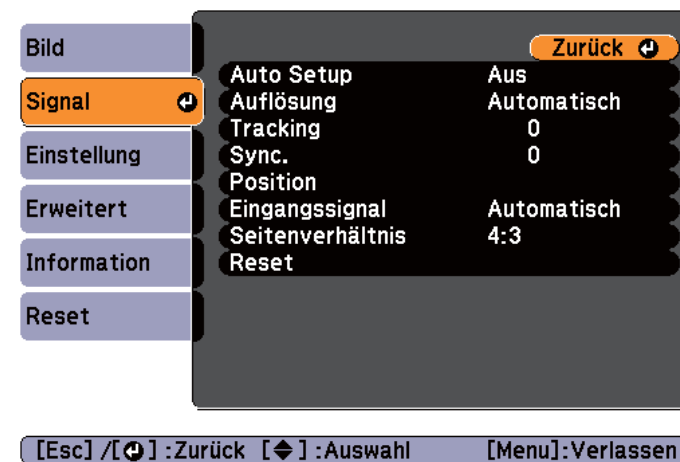 Bild
Signal
Einstellung
Erweitert
Information
Reset
Zurück
Auto Setup Aus
Auflösung Automatisch
Tracking 0
Sync. 0
Position
Eingangssignal Automatisch
Seitenverhältnis 4:3
Reset
[Esc] /[⏎] :Zurück [◆] :Auswahl [Menu]:Verlassen